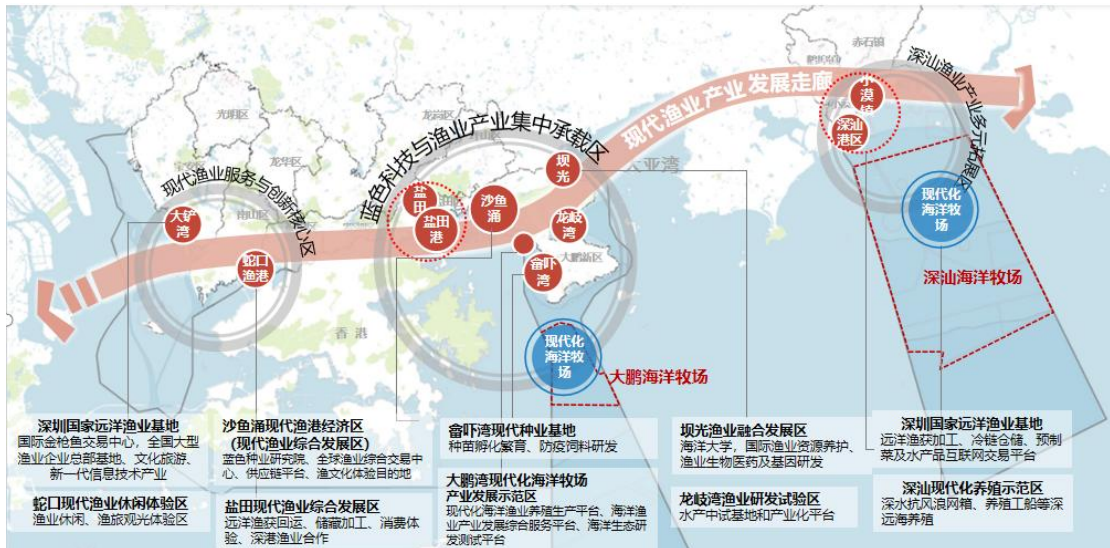 赤石镇
鹅埠镇
小漠镇
深汕港区
深汕渔业产业多元拓展区
现代渔业产业 发展走廊
光明区
龙岗区
宝安区
龙华区
坪山区
南山区
大亚湾
蓝色科技与渔业产业集中承载区
现代渔业服务与创新核心区
坝光
盐田
盐田港
沙鱼涌
龙岐湾
大铲湾
蛇口渔港
大鹏新区
畲吓湾
香港
现代化海洋牧场
大鹏海洋牧场
现代化海洋牧场
深汕海洋牧场
深圳国家远洋渔业基地
国际金枪鱼交易中心，全国大型
渔业企业总部基地、文化旅游、
新一代信息技术产业
蛇口现代渔业休闲体验区
渔业休闲、渔旅观光体验区
沙鱼涌现代渔港经济区
（现代渔业综合发展区）
蓝色种业研究院、全球渔业综合交易中
心、供应链平台、渔文化体验目的地
盐田现代渔业综合发展区
远洋渔获回运、储藏加工、消费体
验、深港渔业合作
畲吓湾现代种业基地
种苗孵化繁育、防疫饲料研发
大鹏湾现代化海洋牧场
产业发展示范区
现代化海洋渔业养殖生产平台、海洋渔
业产业发展综合服务平台、海洋生态研
发测试平台
坝光渔业融合发展区
海洋大学，国际渔业资源养护、
渔业生物医药及基因研发
龙岐湾渔业研发试验区
水产中试基地和产业化平台
深圳国家远洋渔业基地
远洋渔获加工、冷链仓储、预制
菜及水产品互联网交易平台
深汕现代化养殖示范区
深水抗风浪网箱、养殖工船等深
远海养殖